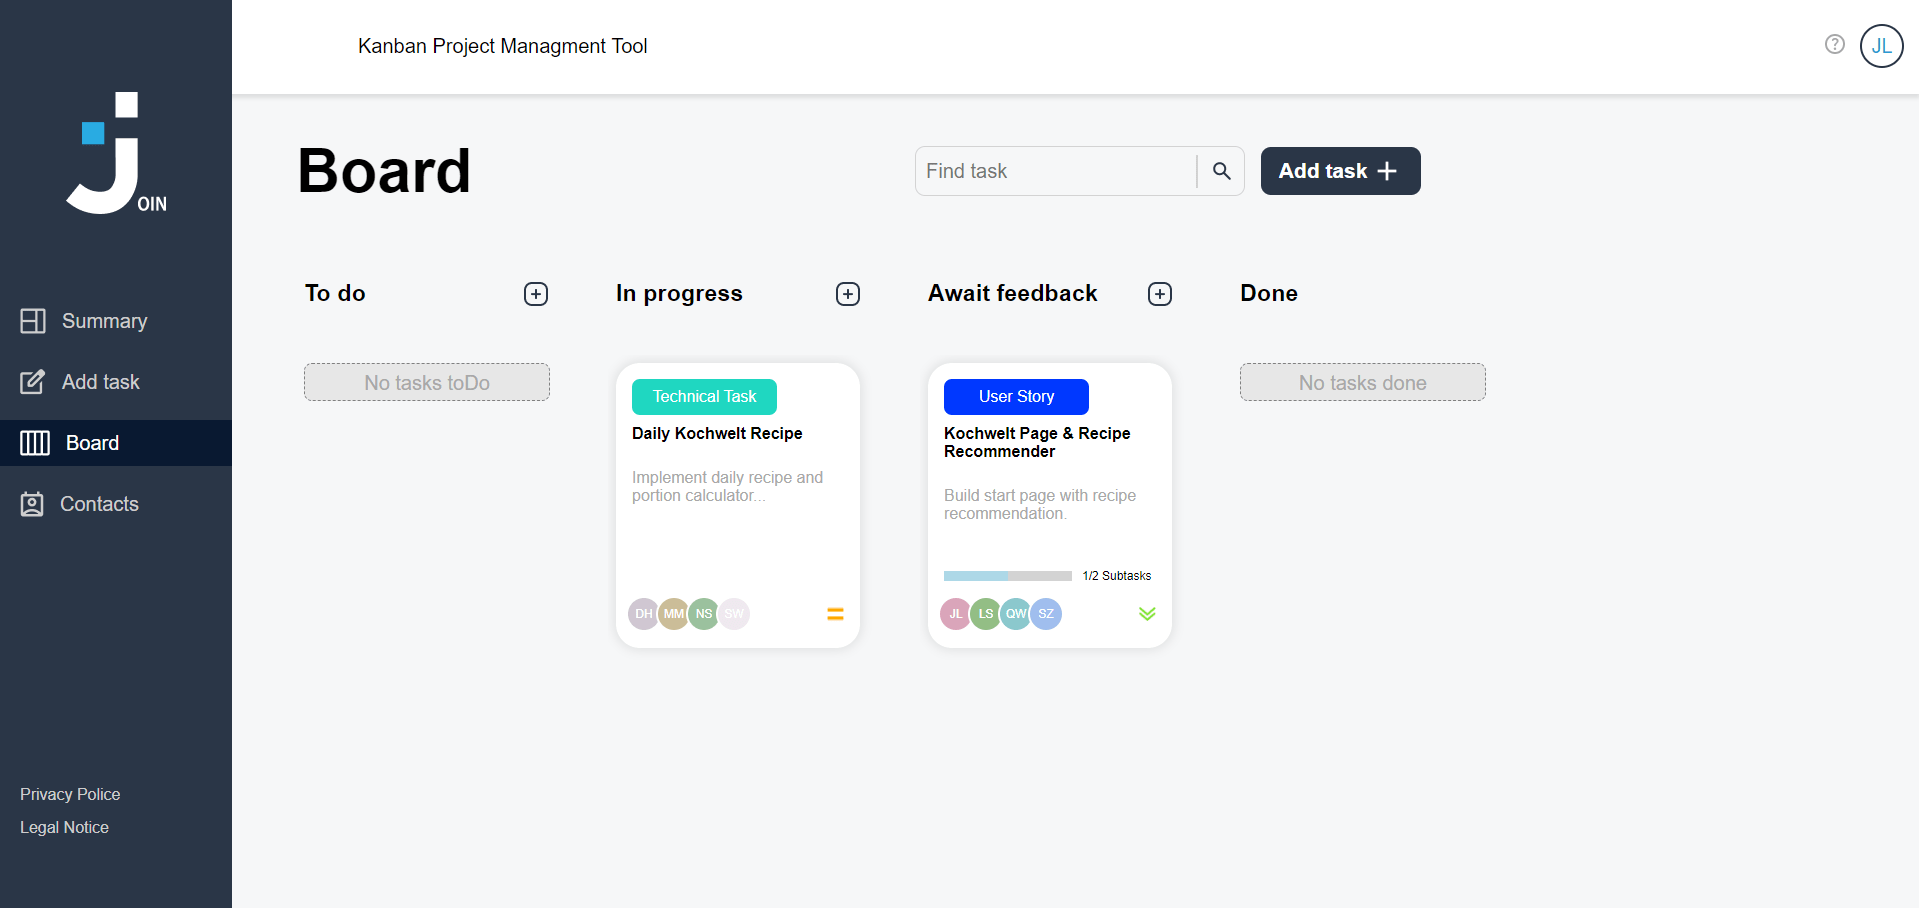 Kanban Project Managment Tool
JL
OIN
Summary
Add task
Board
Contacts
Privacy Police
Legal Notice
Board
Find task
Add task
To do
In progress
Await feedback
Done
No tasks toDo
Technical Task
Daily Kochwelt Recipe
Implement daily recipe and
portion calculator...
DH MM NS SW
User Story
Kochwelt Page & Recipe
Recommender
Build start page with recipe
recommendation.
1/2 Subtasks
JL LS QW SZ
No tasks done